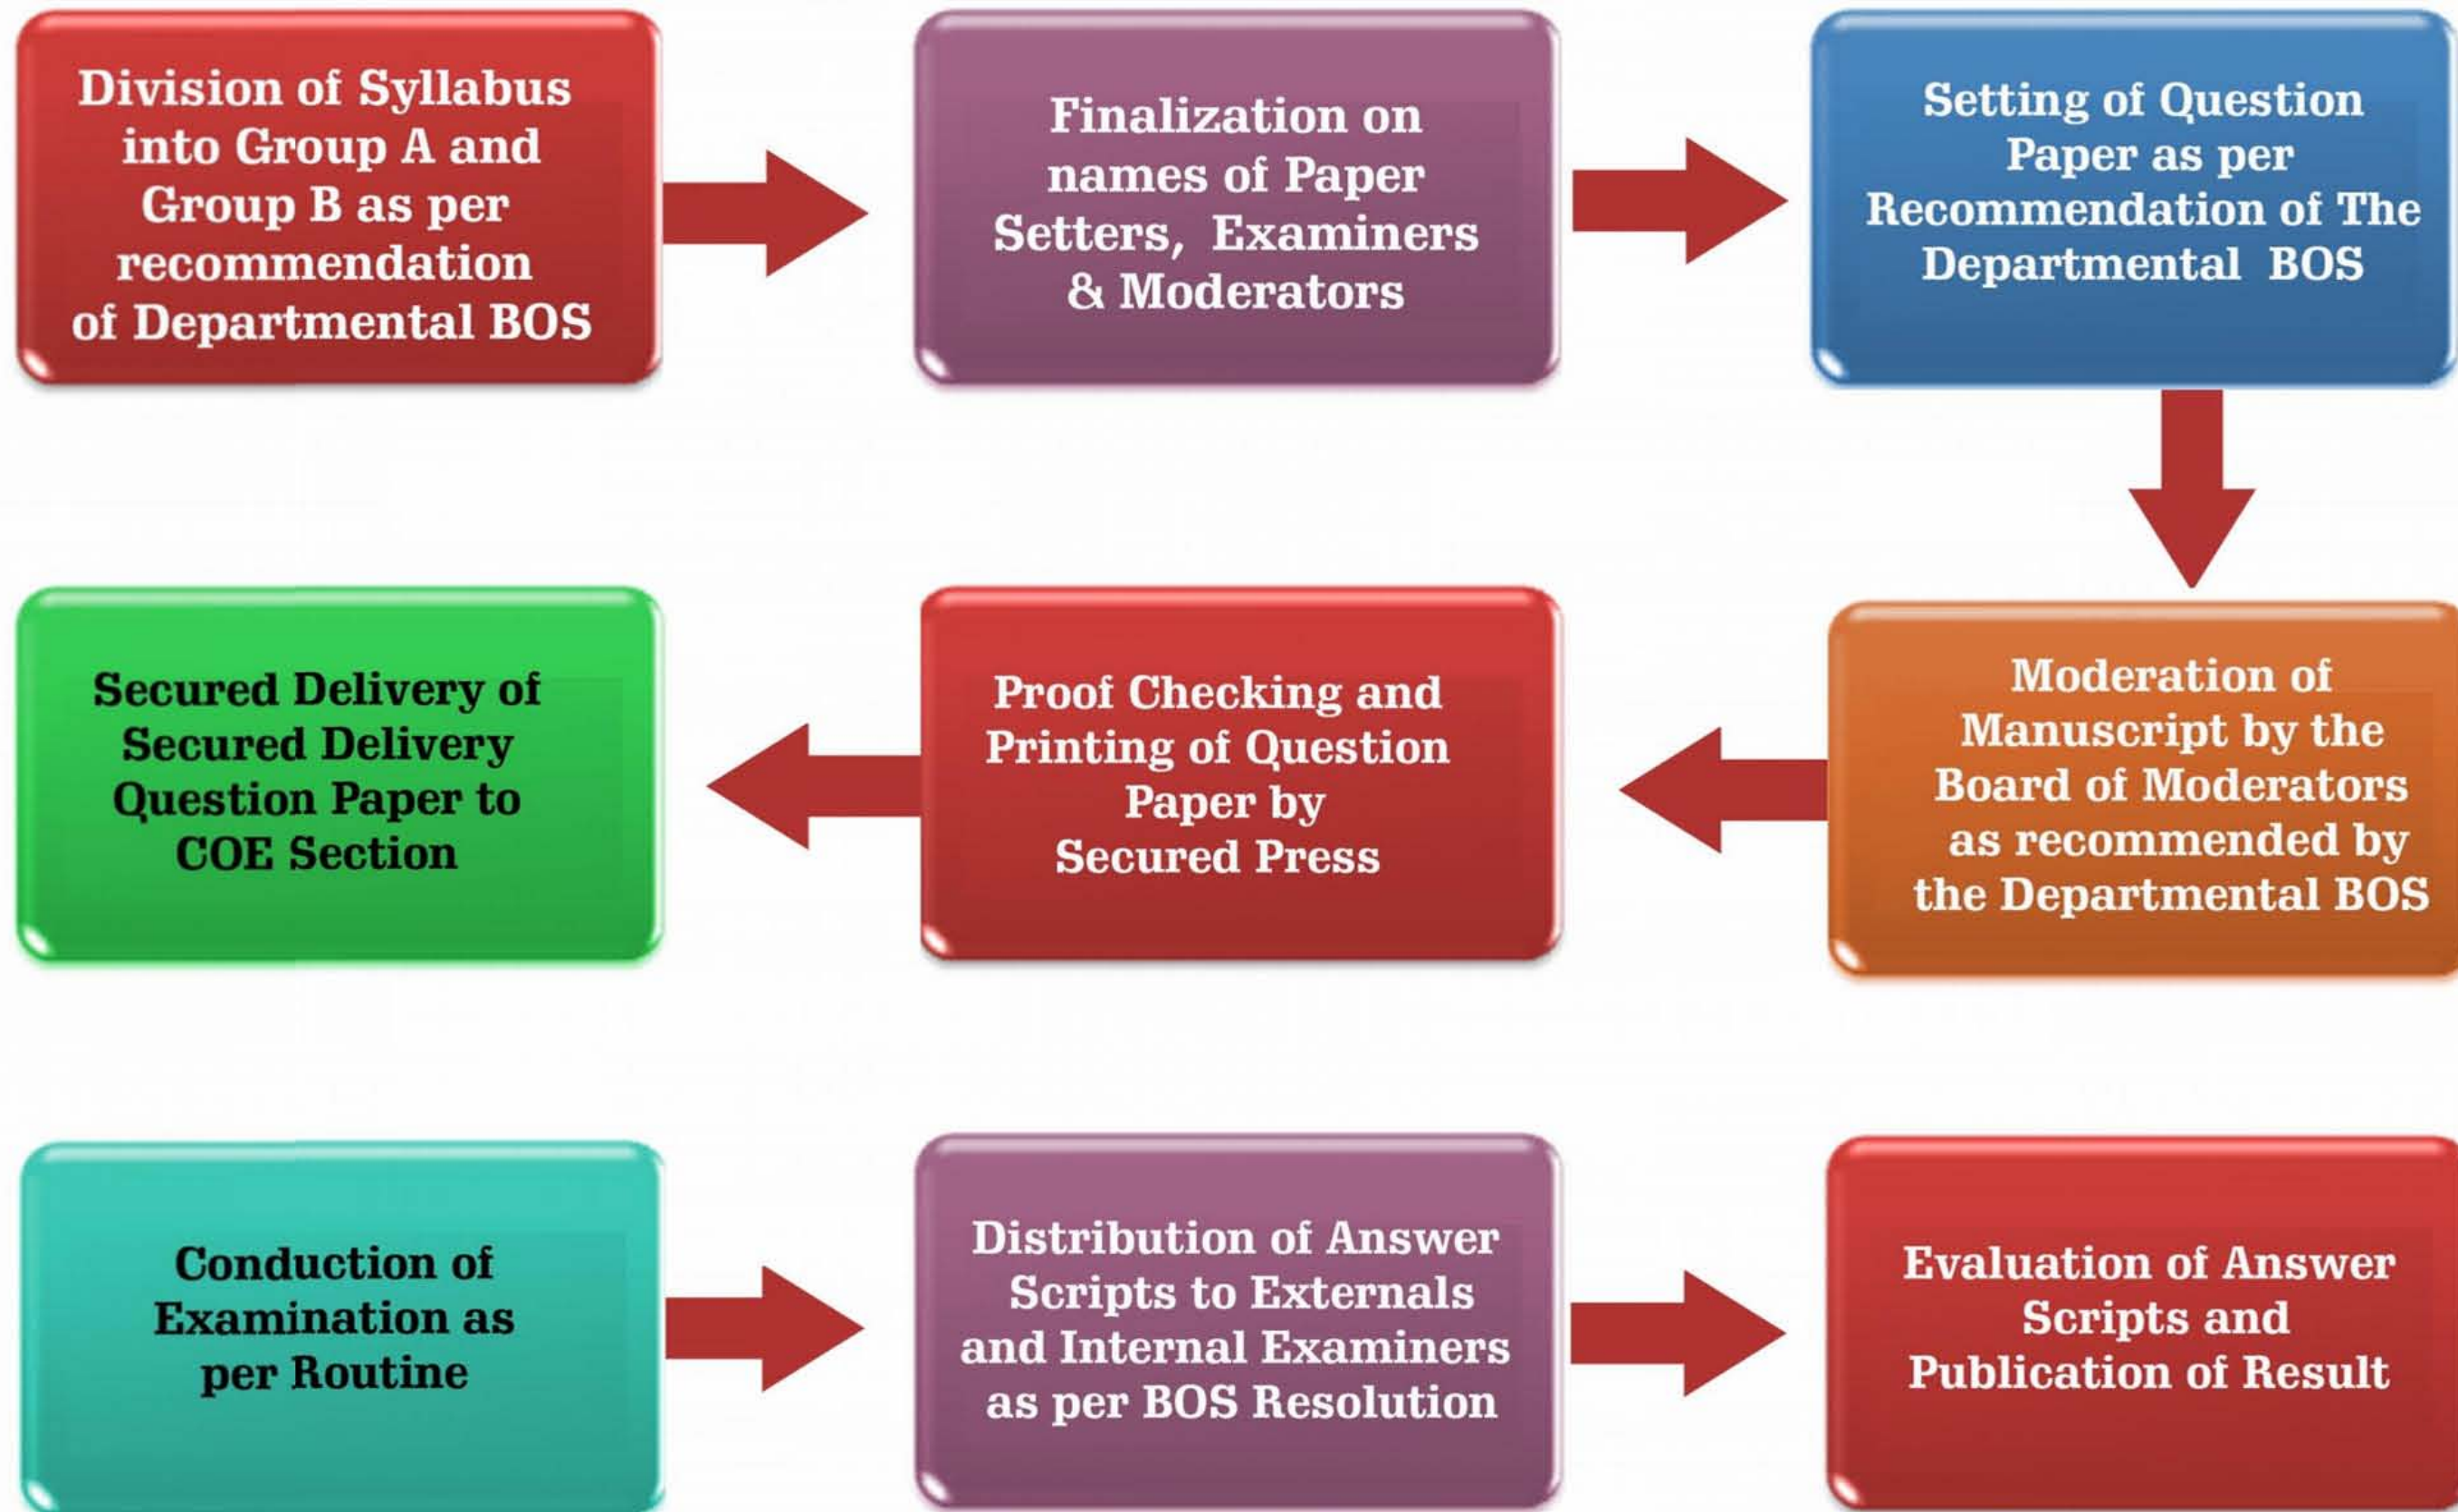 Division of Syllabus
into Group A and
Group B as per
recommendation
of Departmental BOS
Finalization on
names of Paper
Setters, Examiners
& Moderators
Setting of Question
Paper as per
Recommendation of The
Departmental BOS
Moderation of
Manuscript by the
Board of Moderators
as recommended by
the Departmental BOS
Proof Checking and
Printing of Question
Paper by
Secured Press
Secured Delivery of
Secured Delivery
Question Paper to
COE Section
Conduction of
Examination as
per Routine
Distribution of Answer
Scripts to Externals
and Internal Examiners
as per BOS Resolution
Evaluation of Answer
Scripts and
Publication of Result